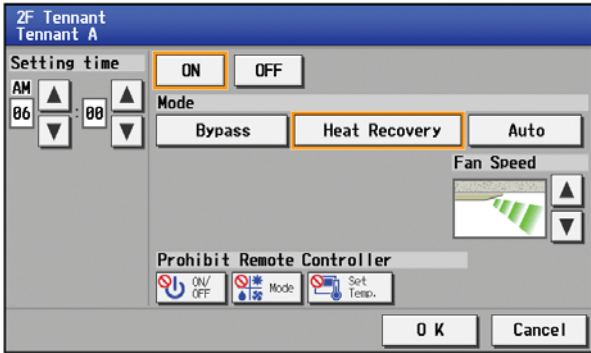 2F Tennant
Tennant A
Setting time
ON OFF
AM
06 : 00
Mode
Bypass Heat Recovery Auto
Fan Speed
Prohibit Remote Controller
ON/
OFF
Mode
Set
Temp.
OK Cancel